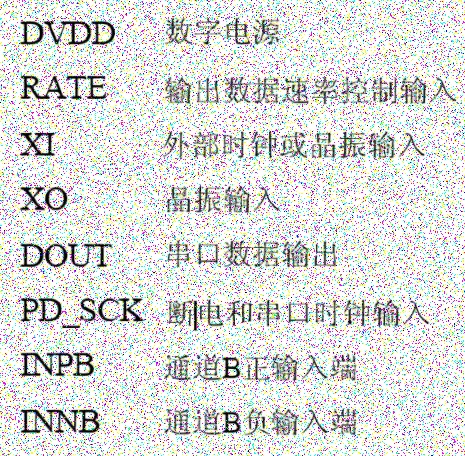 DVDD 数字电源
RATE 输出数据速率控制输入
XI 外部时钟或晶振输入
XO 晶振输入
DOUT 串口数据输出
PD_SCK 断电和串口时钟输入
INPB 通道B正输入端
INNB 通道B负输入端